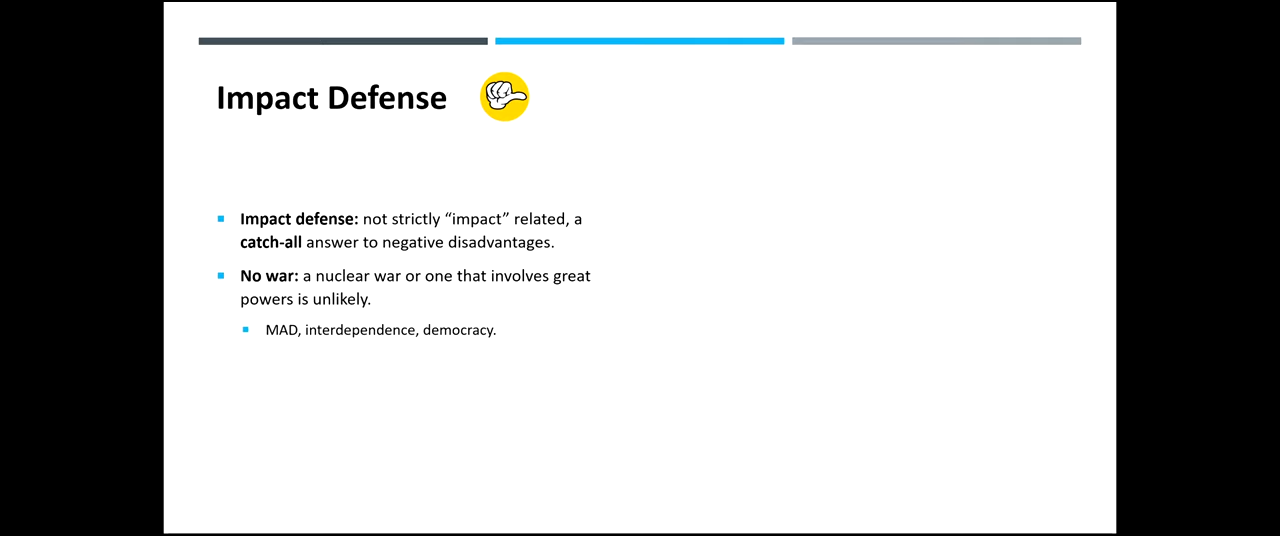 Impact Defense
Impact defense: not strictly “impact” related, a
catch-all answer to negative disadvantages.
No war: a nuclear war or one that involves great
powers is unlikely.
MAD, interdependence, democracy.